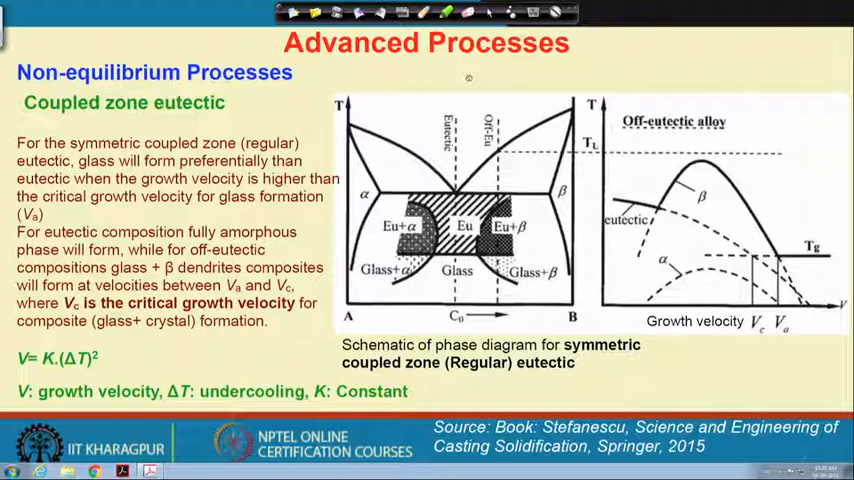 Advanced Processes
Non-equilibrium Processes
Coupled zone eutectic
For the symmetric coupled zone (regular)
eutectic, glass will form preferentially than
eutectic when the growth velocity is higher than
the critical growth velocity for glass formation
(Va)
For eutectic composition fully amorphous
phase will form, while for off-eutectic
compositions glass + β dendrites composites
will form at velocities between Va and Vc,
where Vc is the critical growth velocity for
composite (glass+ crystal) formation.
V= K.(ΔT)²
V: growth velocity, ΔT: undercooling, K: Constant
T
Eutectic
Off-Eu
α
β
Eu+α
Eu
Eu+β
Glass+α
Glass
Glass+β
A
C₀
B
T
Off-eutectic alloy
TL
β
eutectic
Tg
α
V
Growth velocity Vc Va
Schematic of phase diagram for symmetric
coupled zone (Regular) eutectic
IIT KHARAGPUR
NPTEL ONLINE
CERTIFICATION COURSES
Source: Book: Stefanescu, Science and Engineering of
Casting Solidification, Springer, 2015